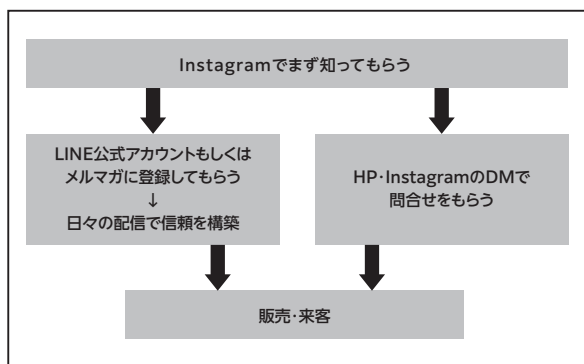 Instagramでまず知ってもらう
LINE公式アカウントもしくは
メルマガに登録してもらう
↓
日々の配信で信頼を構築
HP・InstagramのDMで
問合せをもらう
販売・来客